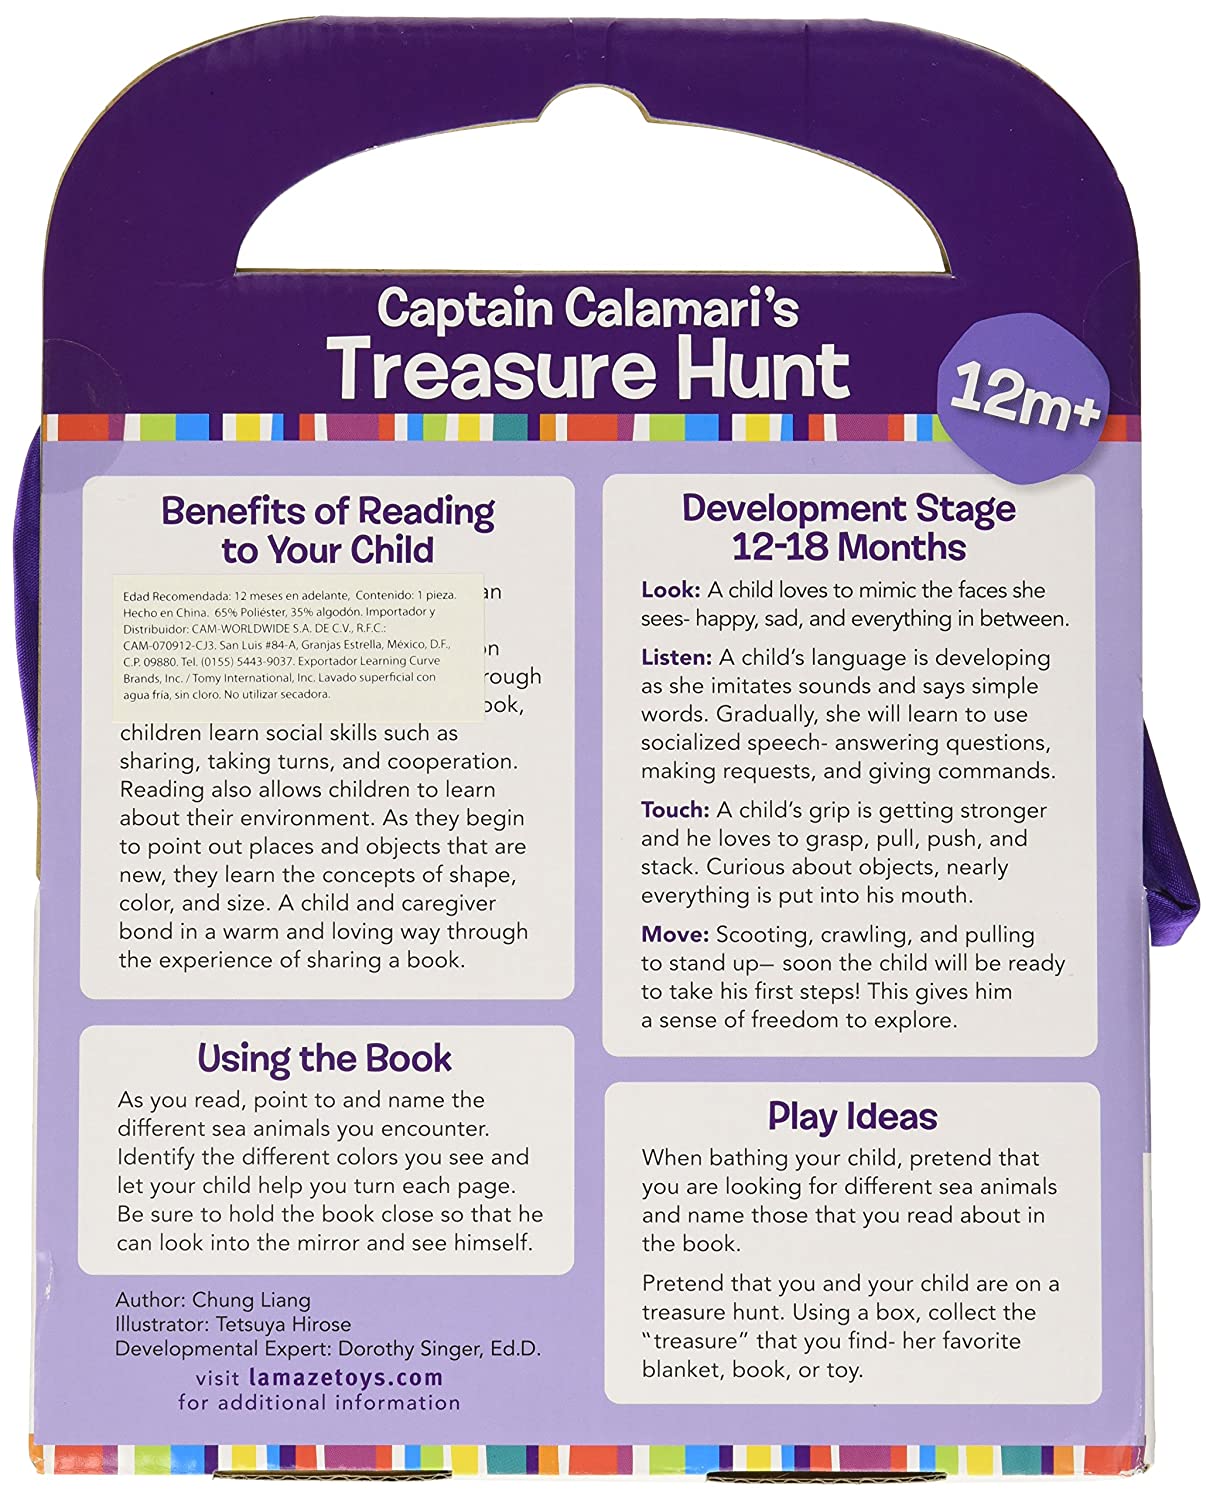 Captain Calamari's
Treasure Hunt
12m+
Benefits of Reading
to Your Child
an
Edad Recomendada: 12 meses en adelante, Contenido: 1 pieza.
Hecho en China. 65% Poliéster, 35% algodón. Importador y
Distribuidor: CAM-WORLDWIDE S.A. DE C.V., R.F.C.:
CAM-070912-CJ3. San Luis #84-A, Granjas Estrella, México, D.F.,
C.P. 09880. Tel. (0155) 5443-9037. Exportador Learning Curve
Brands, Inc. / Tomy International, Inc. Lavado superficial con
agua fría, sin cloro. No utilizar secadora.
on
rough
ook,
children learn social skills such as
sharing, taking turns, and cooperation.
Reading also allows children to learn
about their environment. As they begin
to point out places and objects that are
new, they learn the concepts of shape,
color, and size. A child and caregiver
bond in a warm and loving way through
the experience of sharing a book.
Using the Book
As you read, point to and name the
different sea animals you encounter.
Identify the different colors you see and
let your child help you turn each page.
Be sure to hold the book close so that he
can look into the mirror and see himself.
Author: Chung Liang
Illustrator: Tetsuya Hirose
Developmental Expert: Dorothy Singer, Ed.D.
visit lamazetoys.com
for additional information
Development Stage
12-18 Months
Look: A child loves to mimic the faces she
sees- happy, sad, and everything in between.
Listen: A child's language is developing
as she imitates sounds and says simple
words. Gradually, she will learn to use
socialized speech- answering questions,
making requests, and giving commands.
Touch: A child's grip is getting stronger
and he loves to grasp, pull, push, and
stack. Curious about objects, nearly
everything is put into his mouth.
Move: Scooting, crawling, and pulling
to stand up— soon the child will be ready
to take his first steps! This gives him
a sense of freedom to explore.
Play Ideas
When bathing your child, pretend that
you are looking for different sea animals
and name those that you read about in
the book.
Pretend that you and your child are on a
treasure hunt. Using a box, collect the
"treasure" that you find- her favorite
blanket, book, or toy.